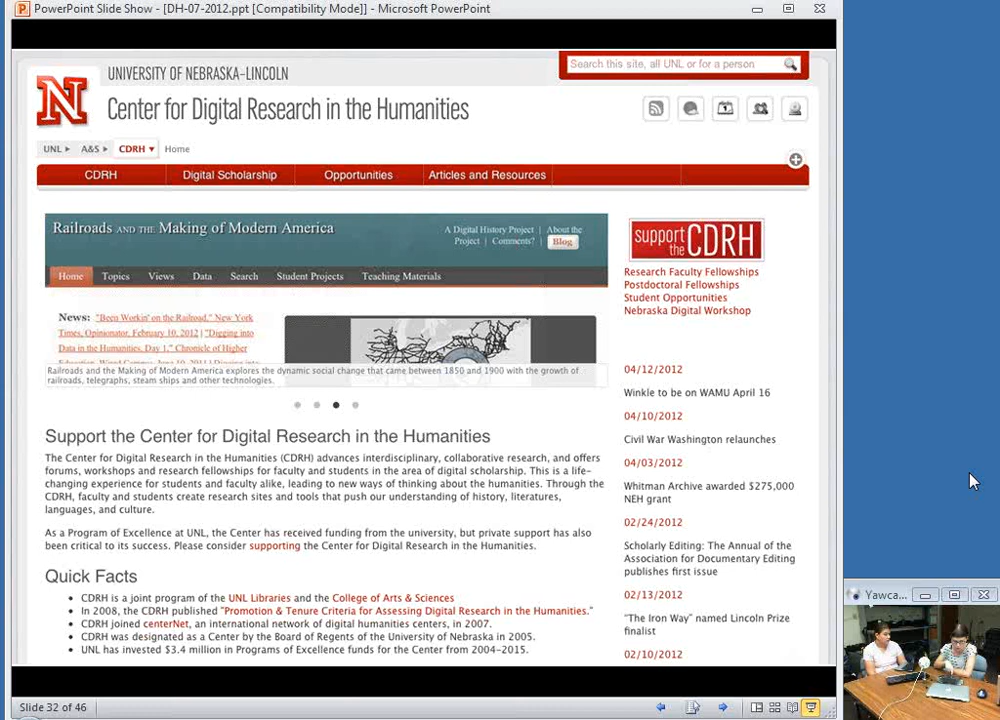 PowerPoint Slide Show - [DH-07-2012.ppt [Compatibility Mode]] - Microsoft PowerPoint
UNIVERSITY OF NEBRASKA–LINCOLN
Search this site, all UNL or for a person
N
Center for Digital Research in the Humanities
UNL A&S CDRH Home
CDRH Digital Scholarship Opportunities Articles and Resources
Railroads AND THE Making of Modern America
A Digital History Project | About the
Project | Comments? | Blog
Home Topics Views Data Search Student Projects Teaching Materials
News: "Been Workin' on the Railroad," New York
Times, Opinionator, February 10, 2012 | "Digging into
Data in the Humanities, Day 1," Chronicle of Higher
Railroads and the Making of Modern America explores the dynamic social change that came between 1850 and 1900 with the growth of
railroads, telegraphs, steam ships and other technologies.
Support the Center for Digital Research in the Humanities
The Center for Digital Research in the Humanities (CDRH) advances interdisciplinary, collaborative research, and offers
forums, workshops and research fellowships for faculty and students in the area of digital scholarship. This is a life-
changing experience for students and faculty alike, leading to new ways of thinking about the humanities. Through the
CDRH, faculty and students create research sites and tools that push our understanding of history, literatures,
languages, and culture.
As a Program of Excellence at UNL, the Center has received funding from the university, but private support has also
been critical to its success. Please consider supporting the Center for Digital Research in the Humanities.
Quick Facts
• CDRH is a joint program of the UNL Libraries and the College of Arts & Sciences
• In 2008, the CDRH published "Promotion & Tenure Criteria for Assessing Digital Research in the Humanities."
• CDRH joined centerNet, an international network of digital humanities centers, in 2007.
• CDRH was designated as a Center by the Board of Regents of the University of Nebraska in 2005.
• UNL has invested $3.4 million in Programs of Excellence funds for the Center from 2004-2015.
support the CDRH
Research Faculty Fellowships
Postdoctoral Fellowships
Student Opportunities
Nebraska Digital Workshop
04/12/2012
Winkle to be on WAMU April 16
04/10/2012
Civil War Washington relaunches
04/03/2012
Whitman Archive awarded $275,000
NEH grant
02/24/2012
Scholarly Editing: The Annual of the
Association for Documentary Editing
publishes first issue
02/13/2012
"The Iron Way" named Lincoln Prize
finalist
02/10/2012
Yawca...
Slide 32 of 46